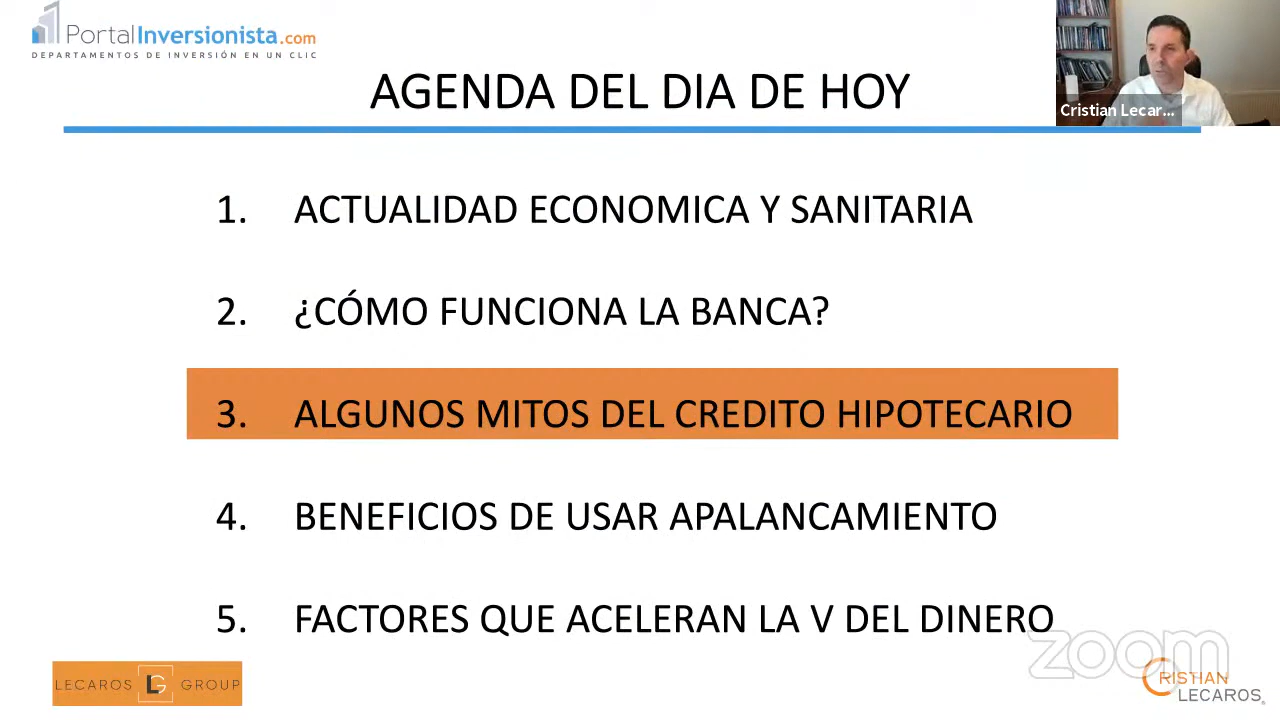 PortalInversionista.com
DEPARTAMENTOS DE INVERSIÓN EN UN CLIC
AGENDA DEL DIA DE HOY
Cristian Lecar...
1. ACTUALIDAD ECONOMICA Y SANITARIA
2. ¿CÓMO FUNCIONA LA BANCA?
3. ALGUNOS MITOS DEL CREDITO HIPOTECARIO
4. BENEFICIOS DE USAR APALANCAMIENTO
5. FACTORES QUE ACELERAN LA V DEL DINERO
zoom
LECAROS LG GROUP
CRISTIAN
LECAROS®